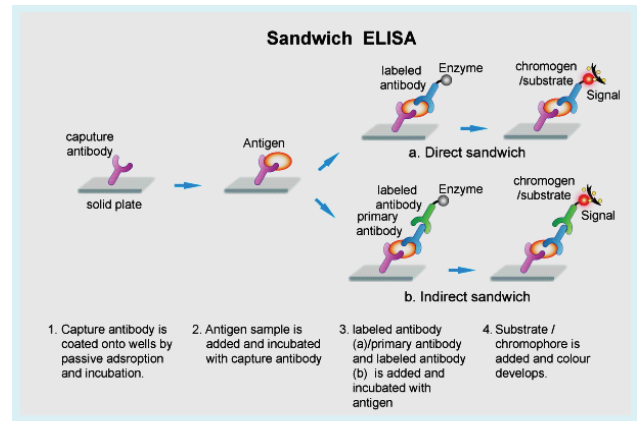 Sandwich ELISA
caputure
antibody
solid plate
Antigen
labeled
antibody
Enzyme
chromogen
/substrate
Signal
a. Direct sandwich
labeled
antibody
primary
antibody
Enzyme
chromogen
/substrate
Signal
b. Indirect sandwich
1. Capture antibody is
coated onto wells by
passive adsroption
and incubation.
2. Antigen sample is
added and incubated
with capture antibody
3. labeled antibody
(a)/primary antibody
and labeled antibody
(b) is added and
incubated with
antigen
4. Substrate /
chromophore is
added and colour
develops.